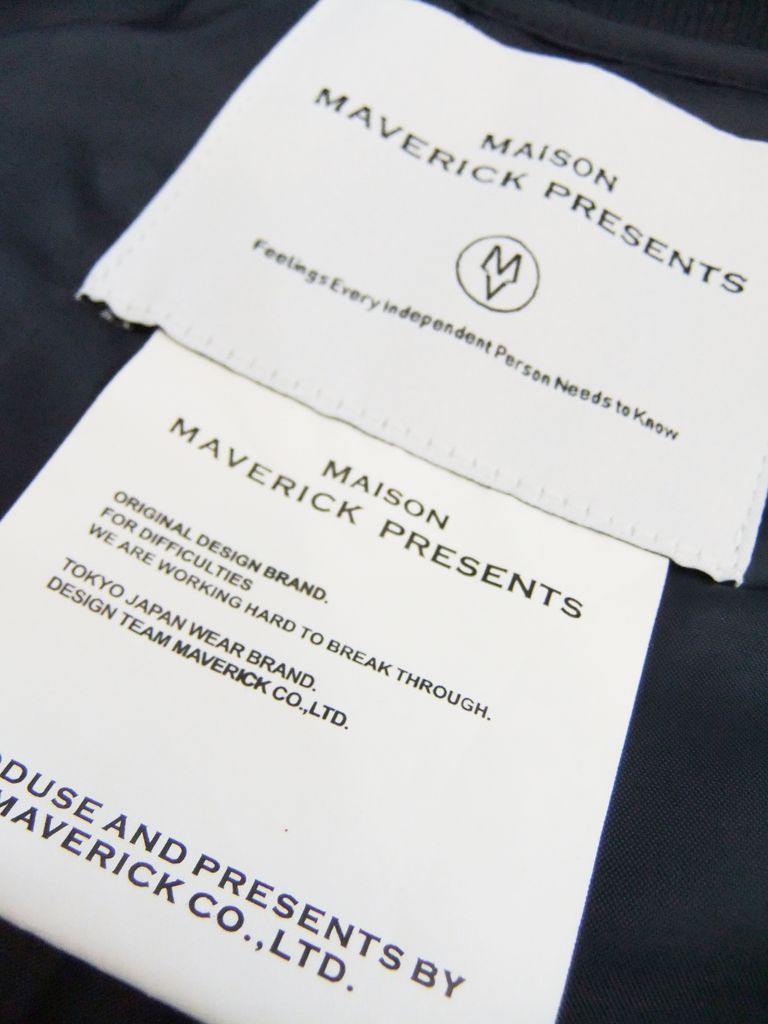 MAISON
MAVERICK PRESENTS
MV
Feelings Every Independent Person Needs to Know
MAISON
MAVERICK PRESENTS
ORIGINAL DESIGN BRAND.
FOR DIFFICULTIES
WE ARE WORKING HARD TO BREAK THROUGH.
TOKYO JAPAN WEAR BRAND.
DESIGN TEAM MAVERICK CO.,LTD.
DUSE AND PRESENTS BY
MAVERICK CO.,LTD.